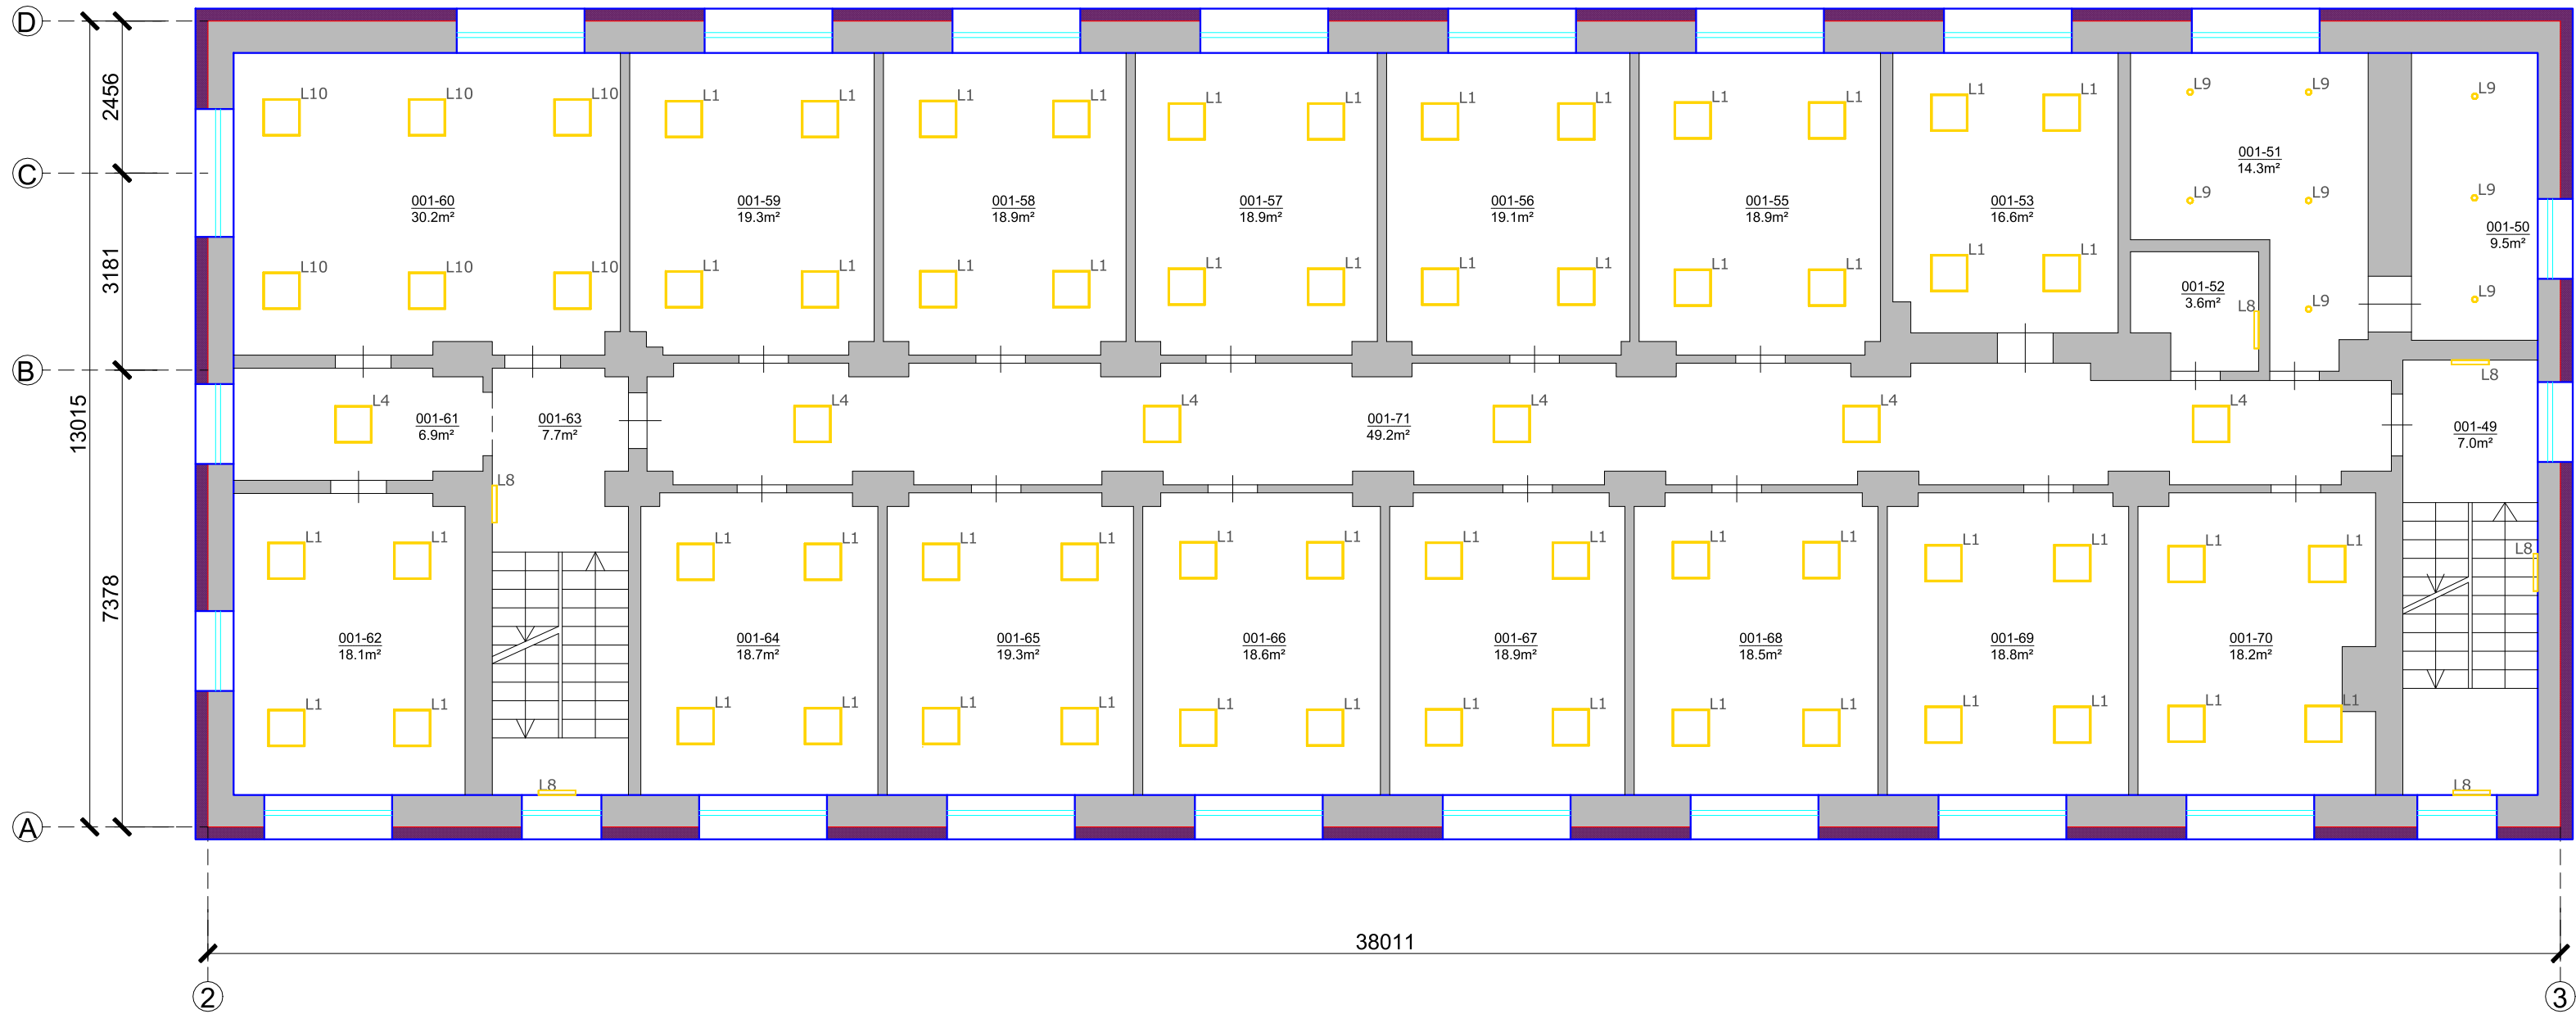 D
L10 L10 L10 L1 L1 L1 L1 L1 L1 L1 L1 L1 L1 L1 L1 L9 L9 L9
2456
C
001-51
14.3m²
001-60 001-59 001-58 001-57 001-56 001-55 001-53 L9 L9 L9
30.2m² 19.3m² 18.9m² 18.9m² 19.1m² 18.9m² 16.6m²
001-50
9.5m²
3181
L10 L10 L10 L1 L1 L1 L1 L1 L1 L1 L1 L1 L1 L1 L1
001-52
3.6m²
L8 L9 L9
B
L8
13015
L4 L4 L4 L4 L4 L4
001-61 001-63 001-71 001-49
6.9m² 7.7m² 49.2m² 7.0m²
L8
L1 L1 L1 L1 L1 L1 L1 L1 L1 L1 L1 L1 L1 L1 L1 L1 L8
7378
001-62 001-64 001-65 001-66 001-67 001-68 001-69 001-70
18.1m² 18.7m² 19.3m² 18.6m² 18.9m² 18.5m² 18.8m² 18.2m²
L1 L1 L1 L1 L1 L1 L1 L1 L1 L1 L1 L1 L1 L1 L1 L1
L8 L8
A
38011
2 3